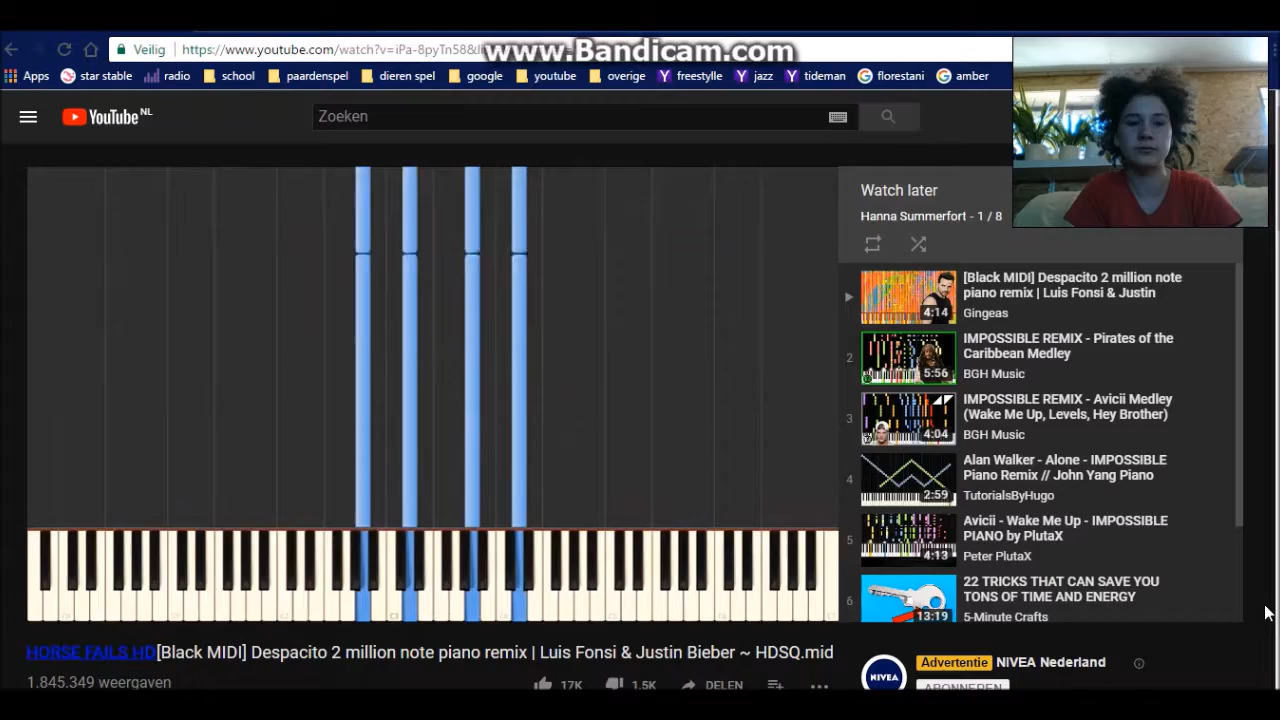 www.Bandicam.com
Veilig https://www.youtube.com/watch?v=iPa-8pyTn58&
Apps star stable radio school paardenspel dieren spel google youtube overige freestylle jazz tideman florestani amber
YouTube NL
Zoeken
Watch later
Hanna Summerfort - 1 / 8
[Black MIDI] Despacito 2 million note
piano remix | Luis Fonsi & Justin
Gingeas
4:14
2
IMPOSSIBLE REMIX - Pirates of the
Caribbean Medley
BGH Music
5:56
3
IMPOSSIBLE REMIX - Avicii Medley
(Wake Me Up, Levels, Hey Brother)
BGH Music
4:04
4
Alan Walker - Alone - IMPOSSIBLE
Piano Remix // John Yang Piano
TutorialsByHugo
2:59
5
Avicii - Wake Me Up - IMPOSSIBLE
PIANO by PlutaX
Peter PlutaX
4:13
6
22 TRICKS THAT CAN SAVE YOU
TONS OF TIME AND ENERGY
5-Minute Crafts
13:19
HORSE FAILS HD[Black MIDI] Despacito 2 million note piano remix | Luis Fonsi & Justin Bieber ~ HDSQ.mid
1.845.349 weergaven
17K 1.5K DELEN
NIVEA
Advertentie NIVEA Nederland
ABONNEREN